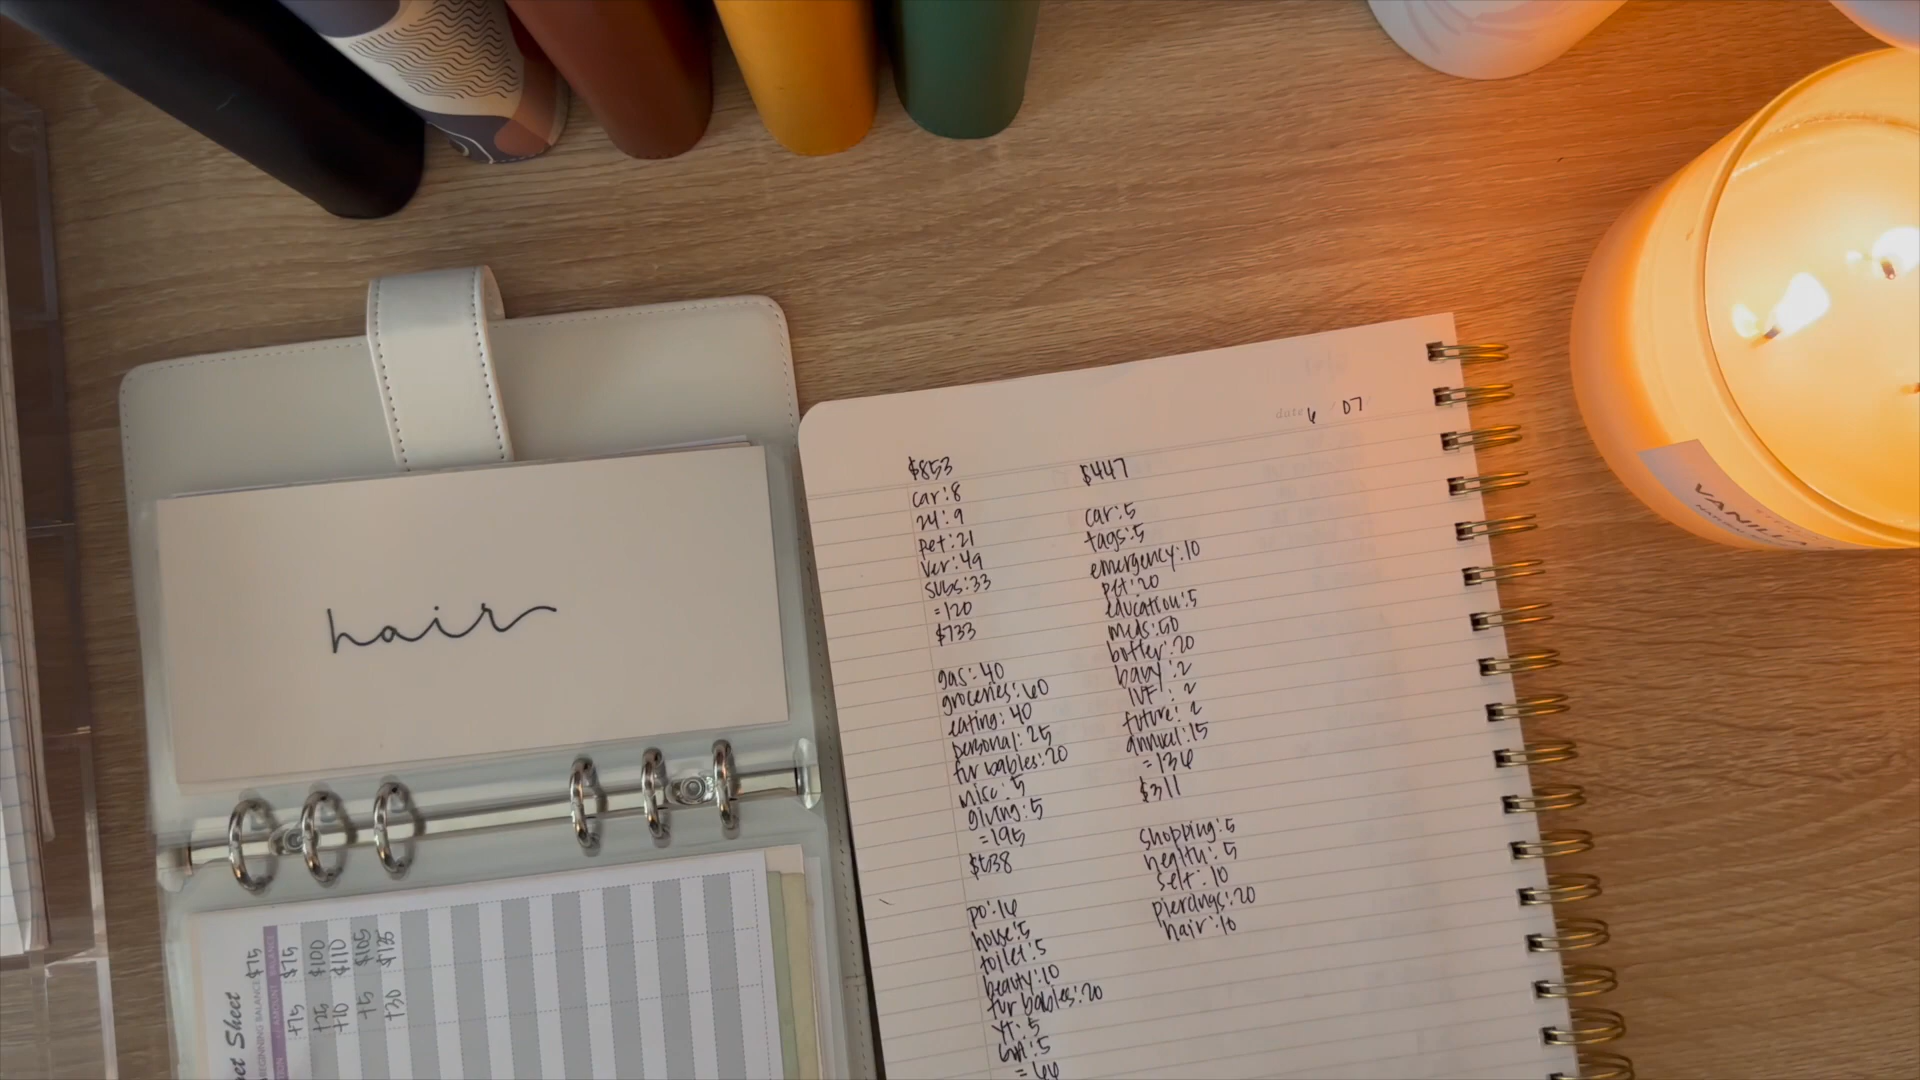 hair
date 6 / 07
$853
car: 8
24: 9
pet: 21
ver: 49
subs: 33
= 120
$733
gas: 40
groceries: 60
eating: 40
personal: 25
fur babies: 20
misc: 5
giving: 5
= 195
$538
po: 16
house: 5
toilet: 5
beauty: 10
fur babies: 20
YT: 5
5
= 66
$447
car: 5
tags: 5
emergency: 10
pet: 20
education: 5
meds: 50
buffer: 20
baby: 2
IVF: 2
future: 2
annual: 15
= 136
$311
shopping: 5
health: 5
self: 10
piercings: 20
hair: 10
Sheet
BEGINNING BALANCE $75
AMOUNT BALANCE
+75 $75
+25 $100
+10 $110
$105
+30 $135
VANILLA